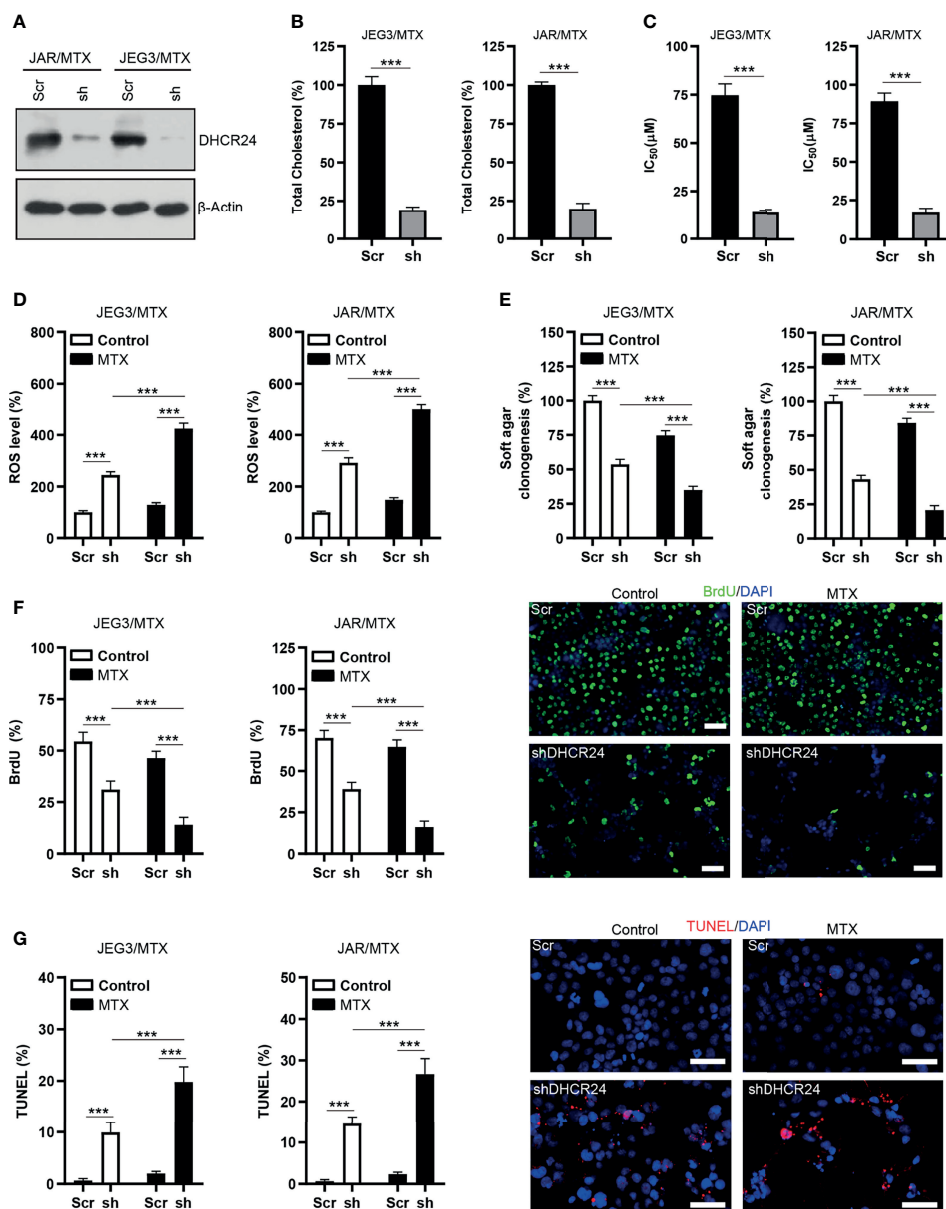 A
JAR/MTX JEG3/MTX
Scr sh Scr sh
DHCR24
β-Actin
B
JEG3/MTX
Total Cholesterol (%)
125
100
75
50
25
0
***
Scr sh
JAR/MTX
Total Cholesterol (%)
125
100
75
50
25
0
***
Scr sh
C
JEG3/MTX
IC50(μM)
75
50
25
0
***
Scr sh
JAR/MTX
IC50(μM)
125
100
75
50
25
0
***
Scr sh
D
JEG3/MTX
Control
MTX
ROS level (%)
800
600
400
200
0
***
***
***
Scr sh Scr sh
JAR/MTX
Control
MTX
ROS level (%)
800
600
400
200
0
***
***
***
Scr sh Scr sh
E
JEG3/MTX
Control
MTX
Soft agar
clonogenesis (%)
150
125
100
75
50
25
0
***
***
***
Scr sh Scr sh
JAR/MTX
Control
MTX
Soft agar
clonogenesis (%)
150
125
100
75
50
25
0
***
***
***
Scr sh Scr sh
F
JEG3/MTX
Control
MTX
BrdU (%)
100
75
50
25
0
***
***
***
Scr sh Scr sh
JAR/MTX
Control
MTX
BrdU (%)
125
100
75
50
25
0
***
***
***
Scr sh Scr sh
Control BrdU/DAPI MTX
Scr Scr
shDHCR24 shDHCR24
G
JEG3/MTX
Control
MTX
TUNEL (%)
40
30
20
10
0
***
***
***
Scr sh Scr sh
JAR/MTX
Control
MTX
TUNEL (%)
50
40
30
20
10
0
***
***
***
Scr sh Scr sh
Control TUNEL/DAPI MTX
Scr Scr
shDHCR24 shDHCR24